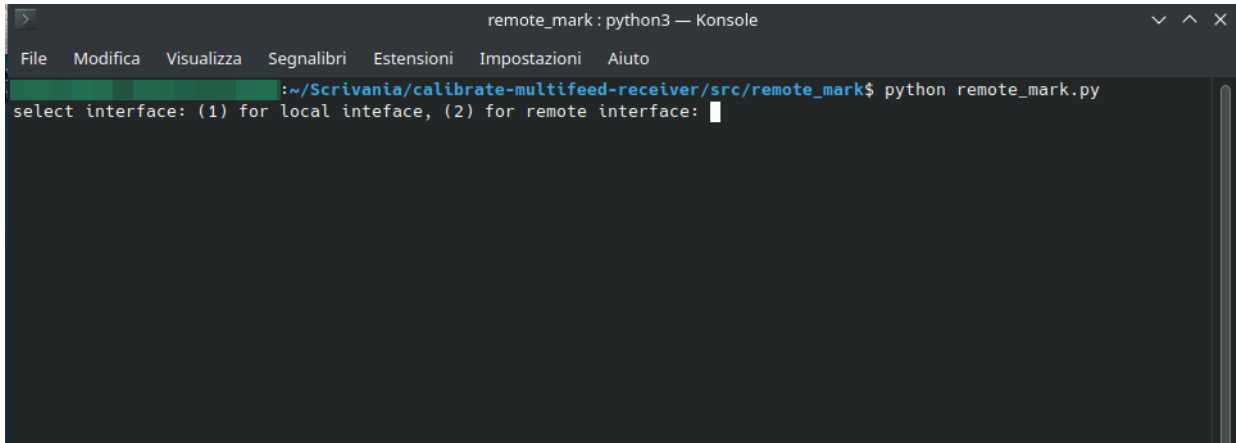 remote_mark : python3 — Konsole
File Modifica Visualizza Segnalibri Estensioni Impostazioni Aiuto
:~/Scrivania/calibrate-multifeed-receiver/src/remote_mark$ python remote_mark.py
select interface: (1) for local inteface, (2) for remote interface: